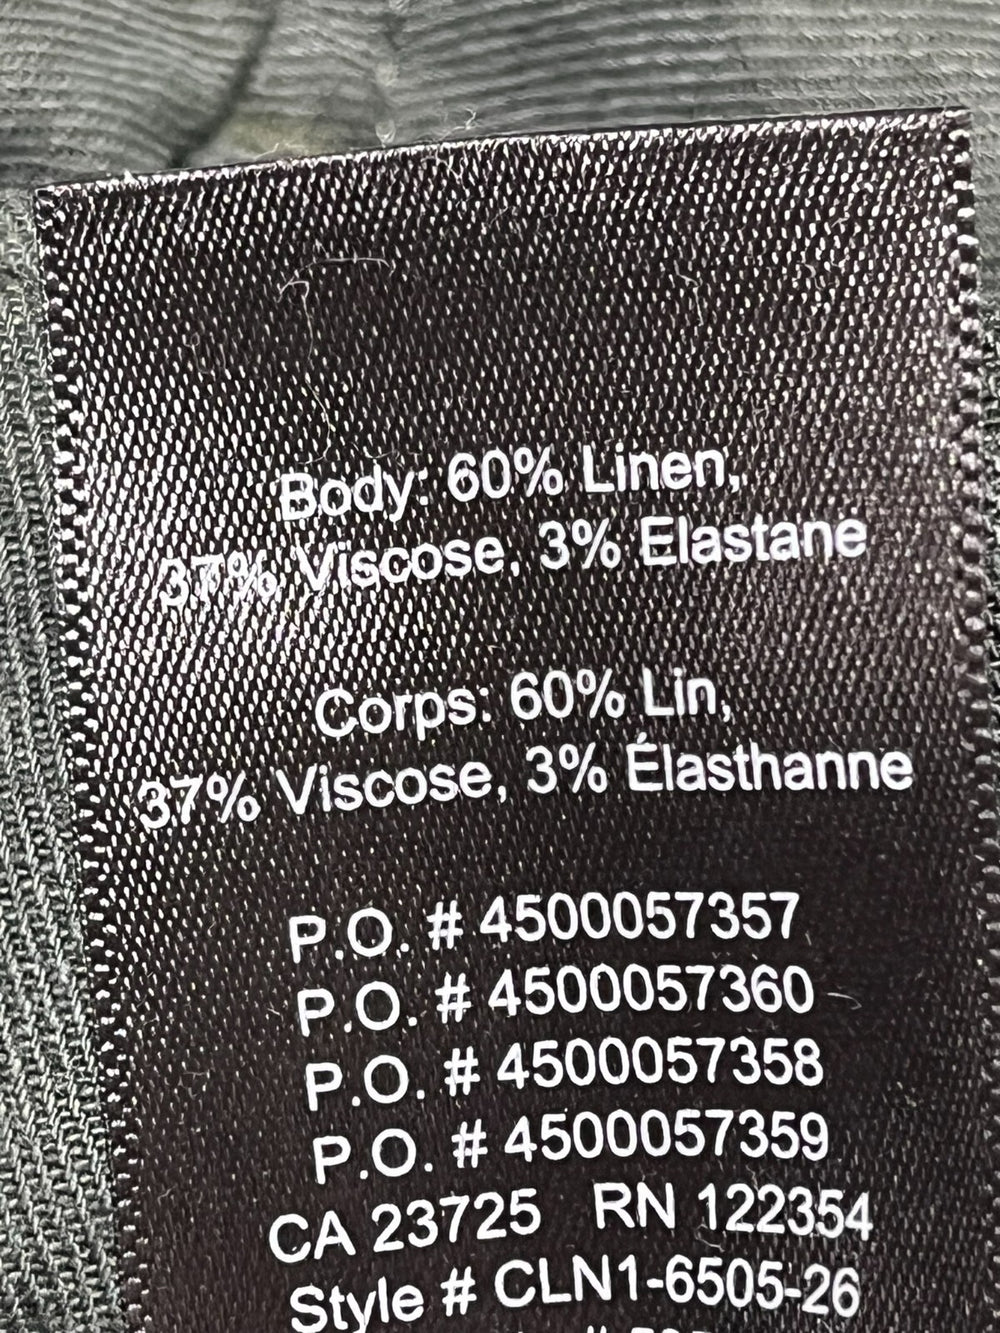 Body: 60% Linen,
37% Viscose, 3% Elastane
Corps: 60% Lin,
37% Viscose, 3% Élasthanne
P.O. # 4500057357
P.O. # 4500057360
P.O. # 4500057358
P.O. # 4500057359
CA 23725 RN 122354
Style # CLN1-6505-26